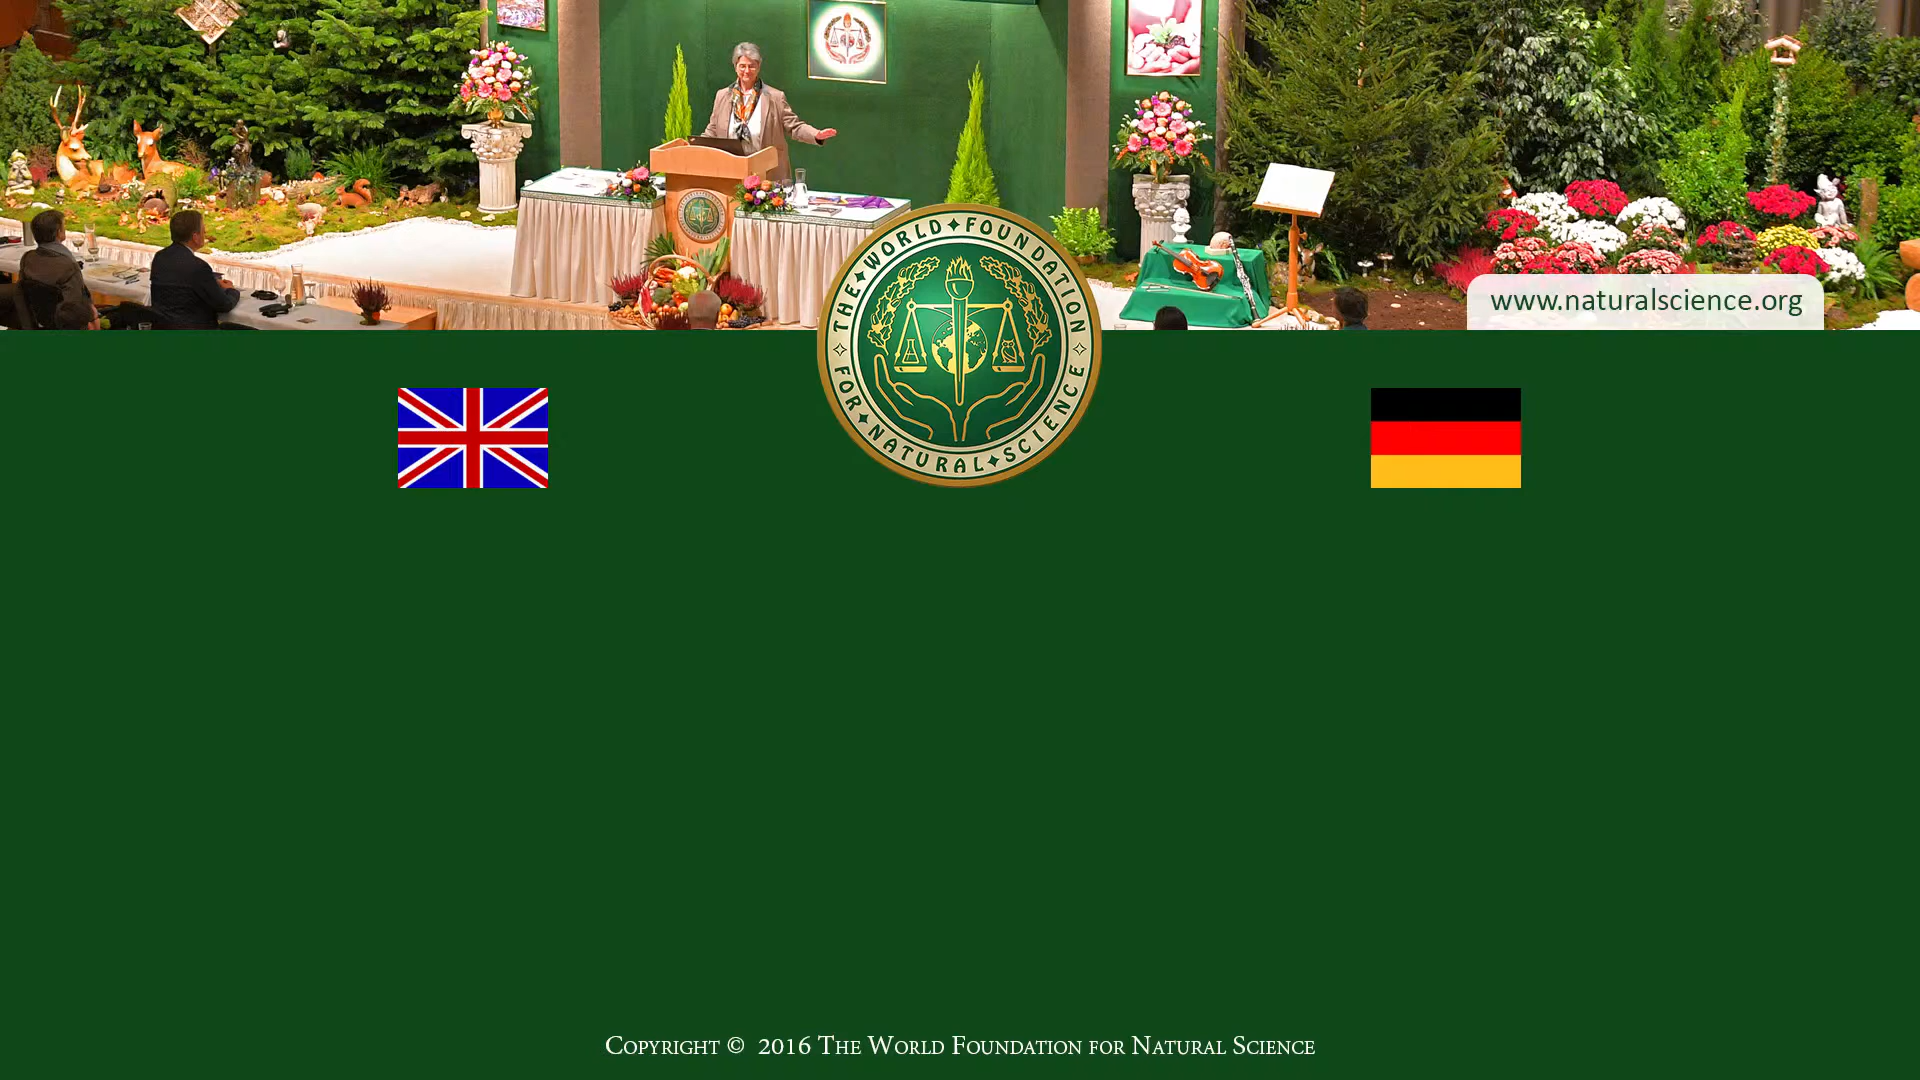 www.naturalscience.org
THE✦WORLD✦FOUNDATION
✧FOR✦NATURAL✦SCIENCE✧
Copyright © 2016 The World Foundation for Natural Science